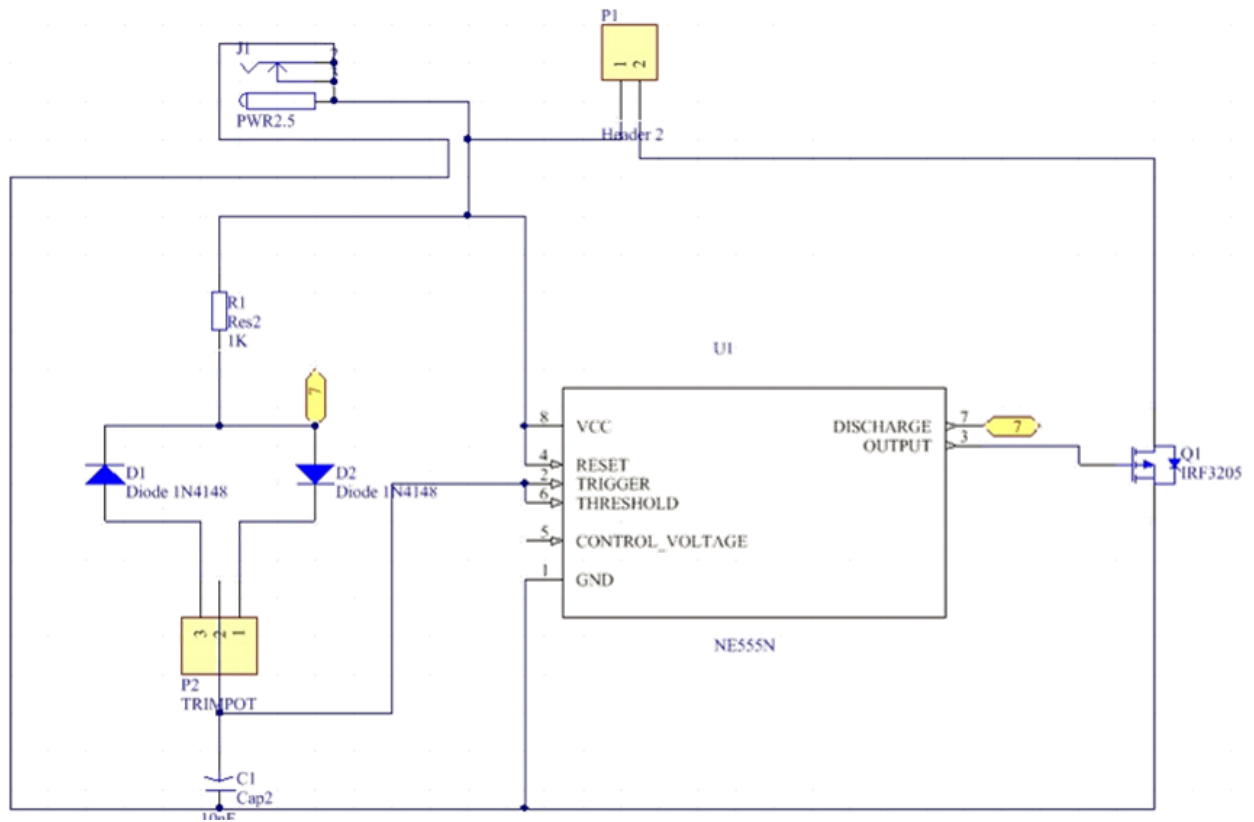 P1
1 2
Header 2
J1
PWR2.5
R1
Res2
1K
7
D1
Diode 1N4148
D2
Diode 1N4148
3 2 1
P2
TRIMPOT
C1
Cap2
U1
8 VCC
4 RESET
2 TRIGGER
6 THRESHOLD
5 CONTROL_VOLTAGE
1 GND
DISCHARGE 7 7
OUTPUT 3
NE555N
Q1
IRF3205